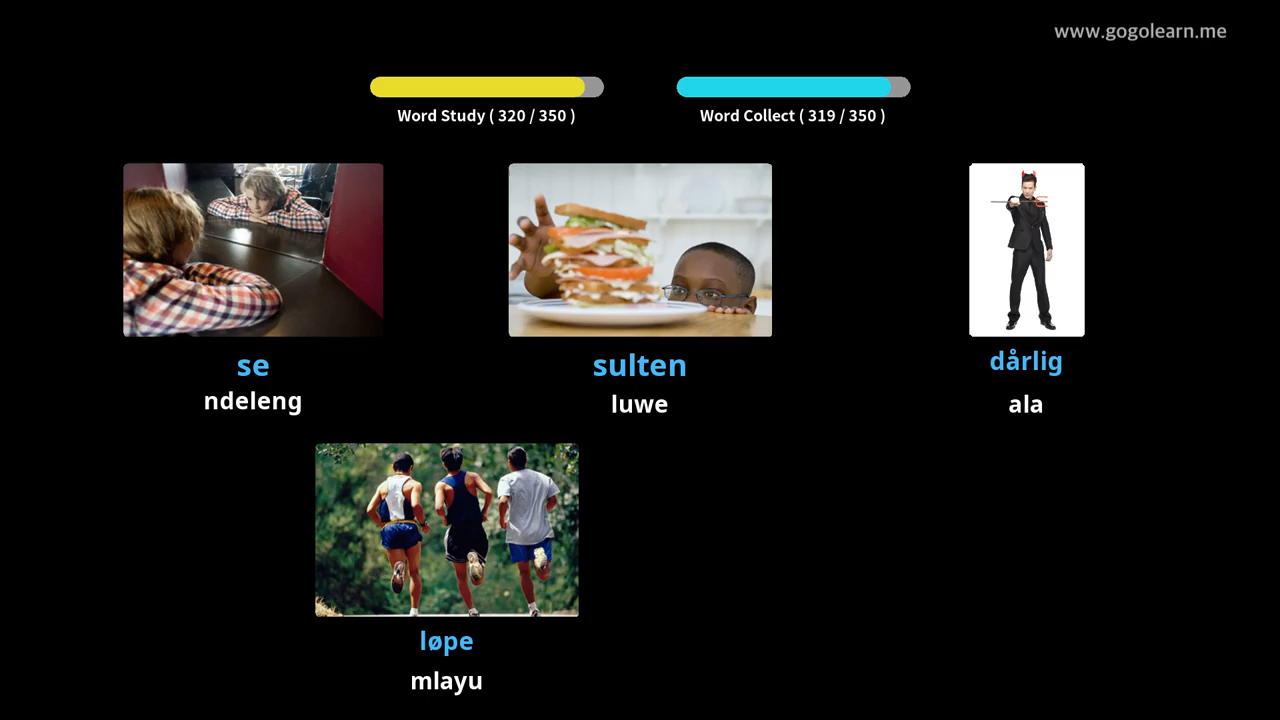 www.gogolearn.me
Word Study ( 320 / 350 )
Word Collect ( 319 / 350 )
se
ndeleng
sulten
luwe
dårlig
ala
løpe
mlayu